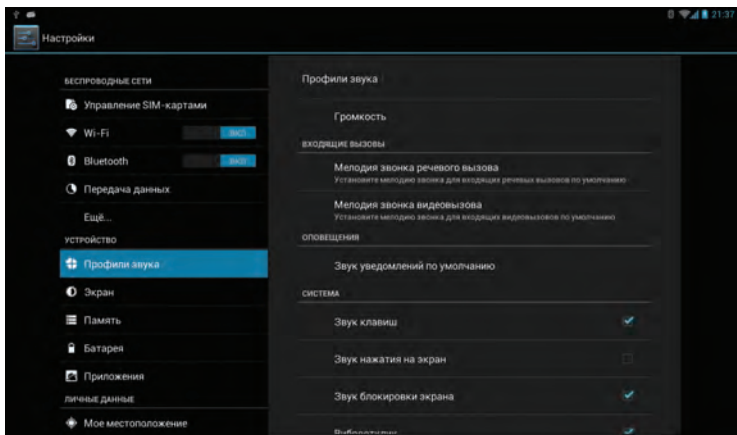 21:37
Настройки
БЕСПРОВОДНЫЕ СЕТИ
Управление SIM-картами
Wi-Fi ВКЛ
Bluetooth ВКЛ
Передача данных
Ещё...
УСТРОЙСТВО
Профили звука
Экран
Память
Батарея
Приложения
ЛИЧНЫЕ ДАННЫЕ
Мое местоположение
Профили звука
Громкость
ВХОДЯЩИЕ ВЫЗОВЫ
Мелодия звонка речевого вызова
Установите мелодию звонка для входящих речевых вызовов по умолчанию
Мелодия звонка видеовызова
Установите мелодию звонка для входящих видеовызовов по умолчанию
ОПОВЕЩЕНИЯ
Звук уведомлений по умолчанию
СИСТЕМА
Звук клавиш
Звук нажатия на экран
Звук блокировки экрана